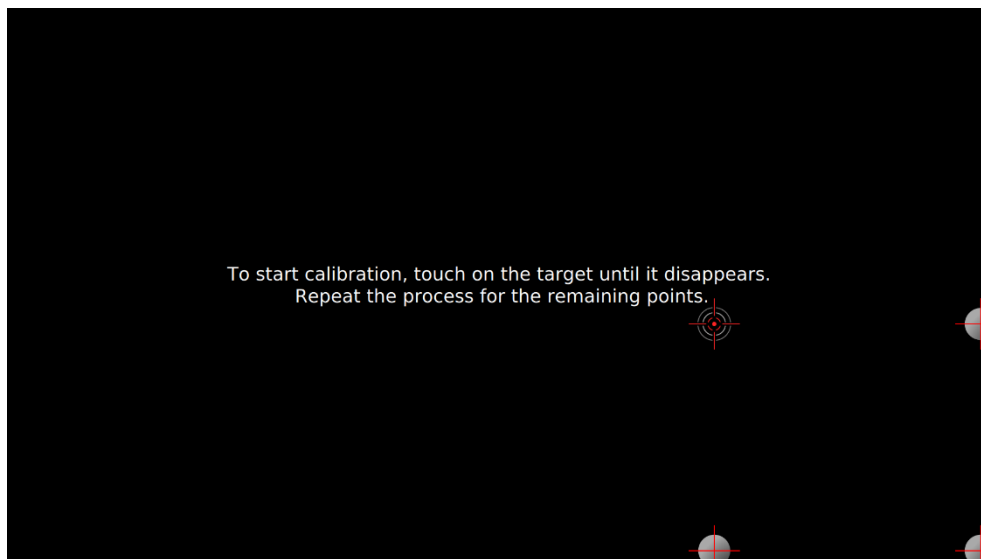 To start calibration, touch on the target until it disappears.
Repeat the process for the remaining points.